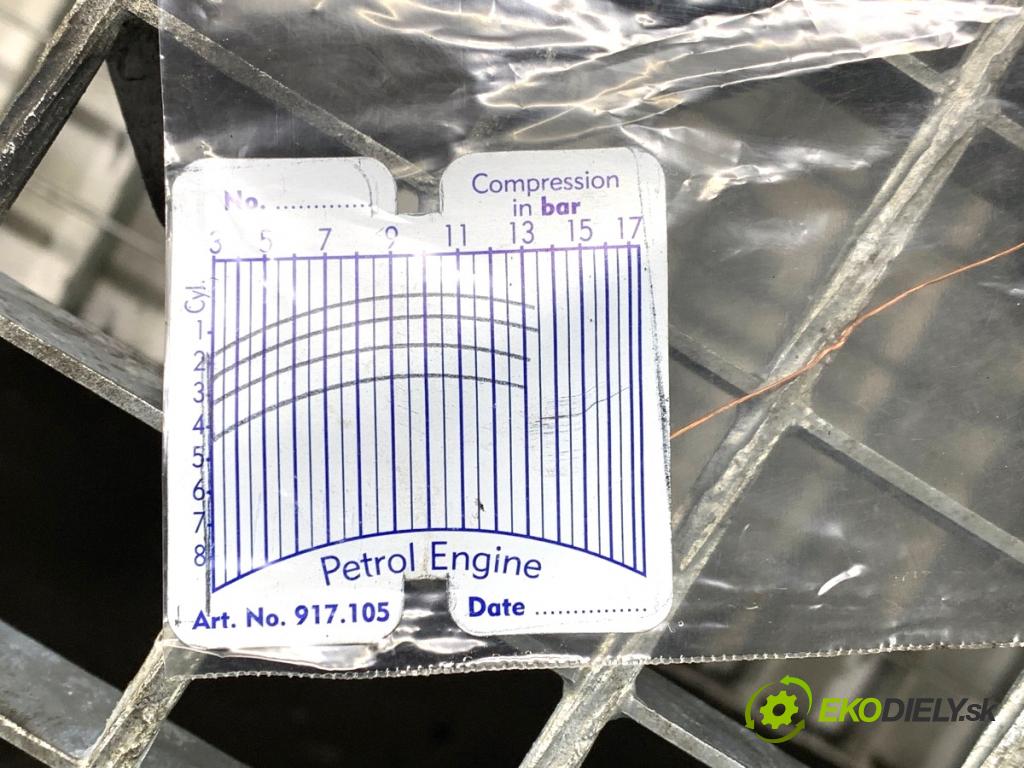 No. ................
Compression
in bar
3 5 7 9 11 13 15 17
Cyl.
1
2
3
4
5
6
7
8
Petrol Engine
Art. No. 917.105
Date ................
EKODIELY.sk